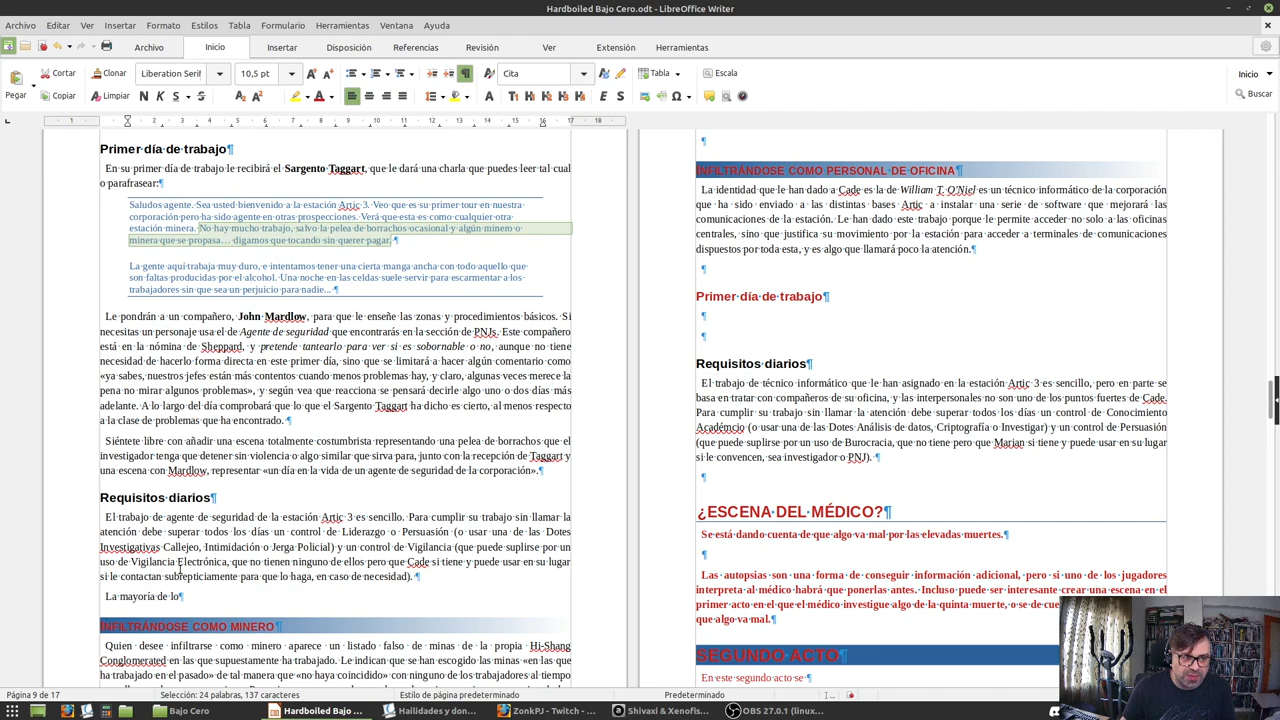 Hardboiled Bajo Cero.odt - LibreOffice Writer
Archivo Editar Ver Insertar Formato Estilos Tabla Formulario Herramientas Ventana Ayuda
Archivo Inicio Insertar Disposición Referencias Revisión Ver Extensión Herramientas
Pegar Cortar Copiar Clonar Limpiar Liberation Serif 10,5 pt Cita Tabla Escala Inicio Buscar
Primer día de trabajo¶
En su primer día de trabajo le recibirá el Sargento Taggart, que le dará una charla que puedes leer tal cual
o parafrasear:¶
Saludos agente. Sea usted bienvenido a la estación Artic 3. Veo que es su primer tour en nuestra
corporación pero ha sido agente en otras prospecciones. Verá que esta es como cualquier otra
estación minera. No hay mucho trabajo, salvo la pelea de borrachos ocasional y algún minero o
minera que se propasa… digamos que tocando sin querer pagar. ¶
La gente aquí trabaja muy duro, e intentamos tener una cierta manga ancha con todo aquello que
son faltas producidas por el alcohol. Una noche en las celdas suele servir para escarmentar a los
trabajadores sin que sea un perjuicio para nadie... ¶
Le pondrán a un compañero, John Mardlow, para que le enseñe las zonas y procedimientos básicos. Si
necesitas un personaje usa el de Agente de seguridad que encontrarás en la sección de PNJs. Este compañero
está en la nómina de Sheppard, y pretende tantearlo para ver si es sobornable o no, aunque no tiene
necesidad de hacerlo forma directa en este primer día, sino que se limitará a hacer algún comentario como
«ya sabes, nuestros jefes están más contentos cuando menos problemas hay, y claro, algunas veces merece la
pena no mirar algunos problemas», y según vea que reacciona se pensará decirle algo uno o dos días más
adelante. A lo largo del día comprobará que lo que el Sargento Taggart ha dicho es cierto, al menos respecto
a la clase de problemas que ha encontrado. ¶
Siéntete libre con añadir una escena totalmente costumbrista representando una pelea de borrachos que el
investigador tenga que detener sin violencia o algo similar que sirva para, junto con la recepción de Taggart y
una escena con Mardlow, representar «un día en la vida de un agente de seguridad de la corporación».¶
Requisitos diarios¶
El trabajo de agente de seguridad de la estación Artic 3 es sencillo. Para cumplir su trabajo sin llamar la
atención debe superar todos los días un control de Liderazgo o Persuasión (o usar una de las Dotes
Investigativas Callejeo, Intimidación o Jerga Policial) y un control de Vigilancia (que puede suplirse por un
uso de Vigilancia Electrónica, que no tienen ninguno de ellos pero que Cade si tiene y puede usar en su lugar
si le contactan subrepticiamente para que lo haga, en caso de necesidad). ¶
La mayoría de lo¶
INFILTRÁNDOSE COMO MINERO¶
Quien desee infiltrarse como minero aparece un listado falso de minas de la propia Hi-Shang
Conglomerated en las que supuestamente ha trabajado. Le indican que se han escogido las minas «en las que
ha trabajado en el pasado» de tal manera que «no haya coincidido» con ninguno de los trabajadores al tiempo
¶
INFILTRÁNDOSE COMO PERSONAL DE OFICINA¶
La identidad que le han dado a Cade es la de William T. O'Niel es un técnico informático de la corporación
que ha sido enviado a las distintas bases Artic a instalar una serie de software que mejorarás las
comunicaciones de la estación. Le han dado este trabajo porque le permite acceder no solo a las oficinas
centrales, sino que justifica su movimiento por la estación para acceder a terminales de comunicaciones
dispuestos por toda esta, y es algo que llamará poco la atención.¶
¶
Primer día de trabajo¶
¶
¶
Requisitos diarios¶
El trabajo de técnico informático que le han asignado en la estación Artic 3 es sencillo, pero en parte se
basa en tratar con compañeros de su oficina, y las interpersonales no son uno de los puntos fuertes de Cade.
Para cumplir su trabajo sin llamar la atención debe superar todos los días un control de Conocimiento
Acadéḿcio (o usar una de las Dotes Análisis de datos, Criptografía o Investigar) y un control de Persuasión
(que puede suplirse por un uso de Burocracia, que no tiene pero que Marian si tiene y puede usar en su lugar
si le convencen, sea investigador o PNJ). ¶
¶
¿ESCENA DEL MÉDICO?¶
Se está dando cuenta de que algo va mal por las elevadas muertes.¶
¶
Las autopsias son una forma de conseguir información adicional, pero si uno de los jugadores
interpreta al médico habrá que ponerlas antes. Incluso puede ser interesante crear una escena en el
primer acto en el que el médico investigue algo de la quinta muerte, o se de
que algo va mal.¶
SEGUNDO ACTO¶
En este segundo acto se ¶
Página 9 de 17 Selección: 24 palabras, 137 caracteres Estilo de página predeterminado Predeterminado
Bajo Cero Hardboiled Bajo ... Hailidades y don... ZonkPJ - Twitch - ... Shivaxi & Xenofis... OBS 27.0.1 (linux...